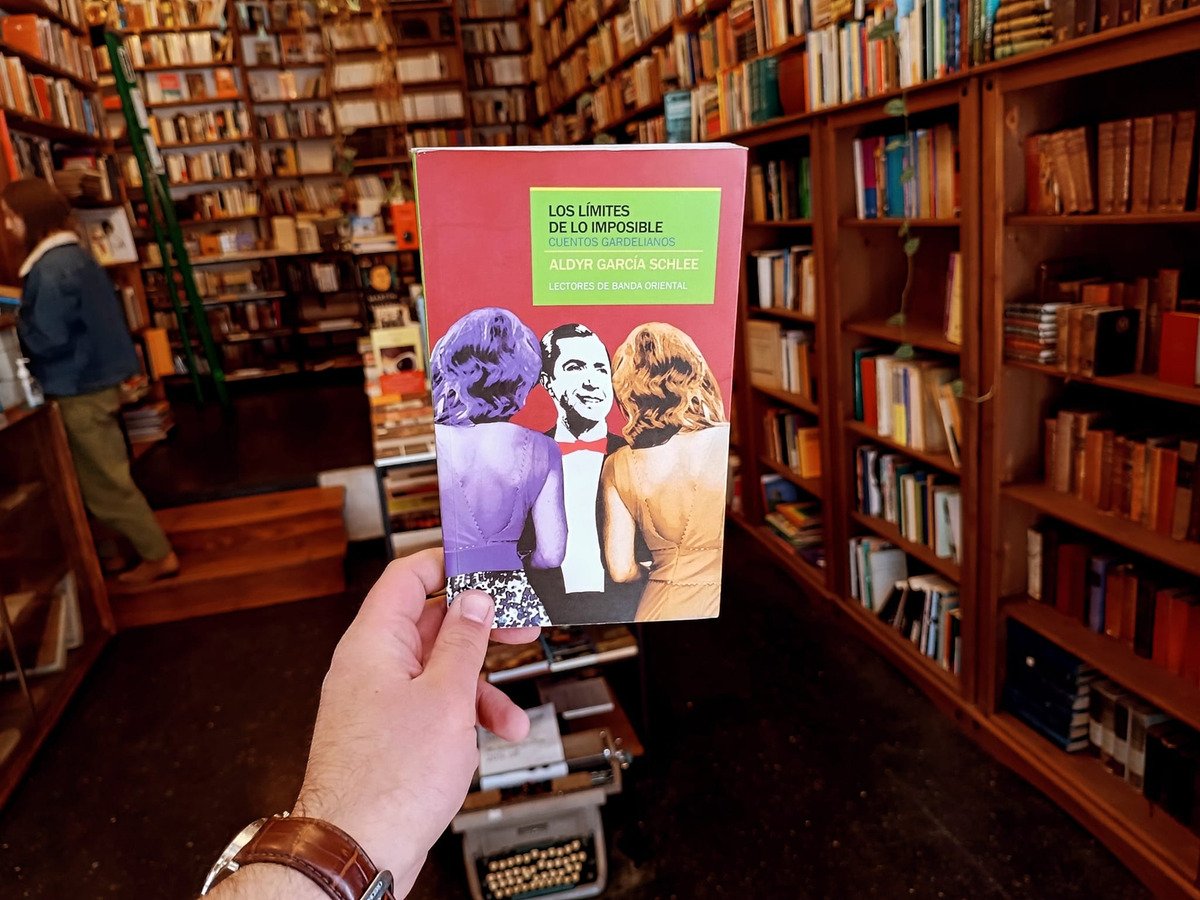 LOS LÍMITES
DE LO IMPOSIBLE
CUENTOS GARDELIANOS
ALDYR GARCÍA SCHLEE
LECTORES DE BANDA ORIENTAL